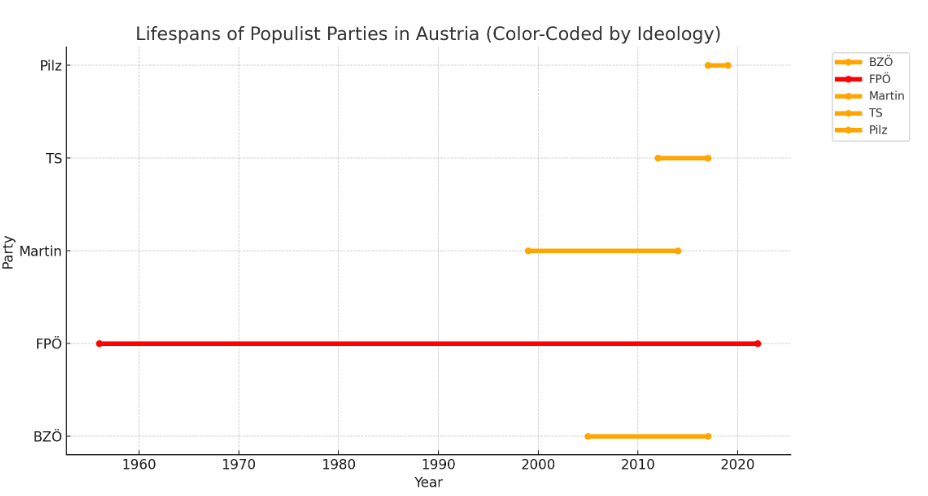 Lifespans of Populist Parties in Austria (Color-Coded by Ideology)
Pilz
TS
Martin
FPÖ
BZÖ
Party
1960 1970 1980 1990 2000 2010 2020
Year
BZÖ
FPÖ
Martin
TS
Pilz